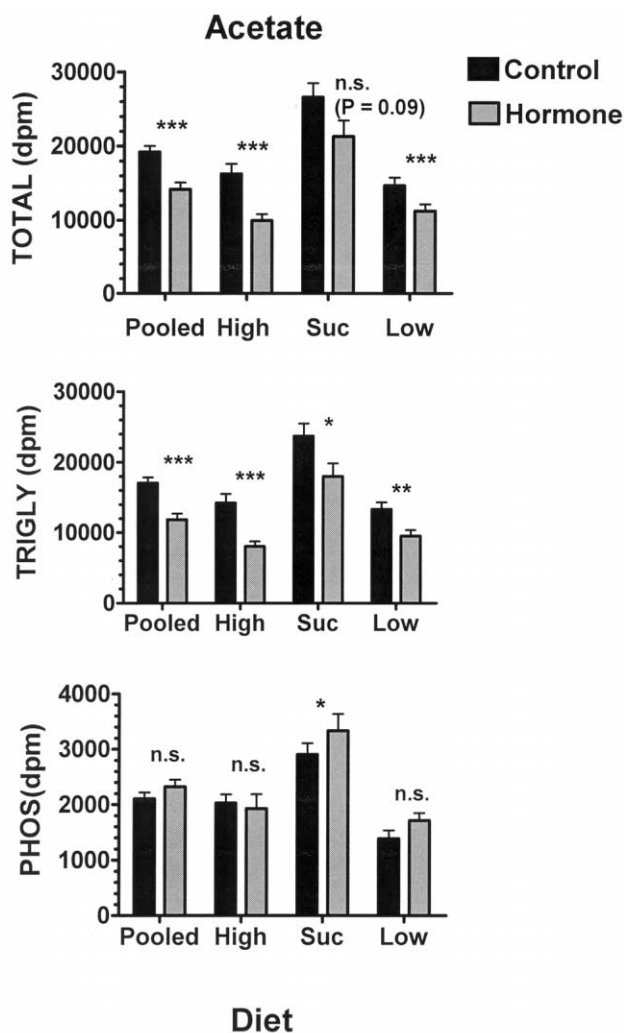 Acetate
Control
Hormone
TOTAL (dpm)
30000
20000
10000
0
***
***
n.s.
(P = 0.09)
***
Pooled High Suc Low
TRIGLY (dpm)
30000
20000
10000
0
***
***
*
**
Pooled High Suc Low
PHOS(dpm)
4000
3000
2000
1000
0
n.s.
n.s.
*
n.s.
Pooled High Suc Low
Diet